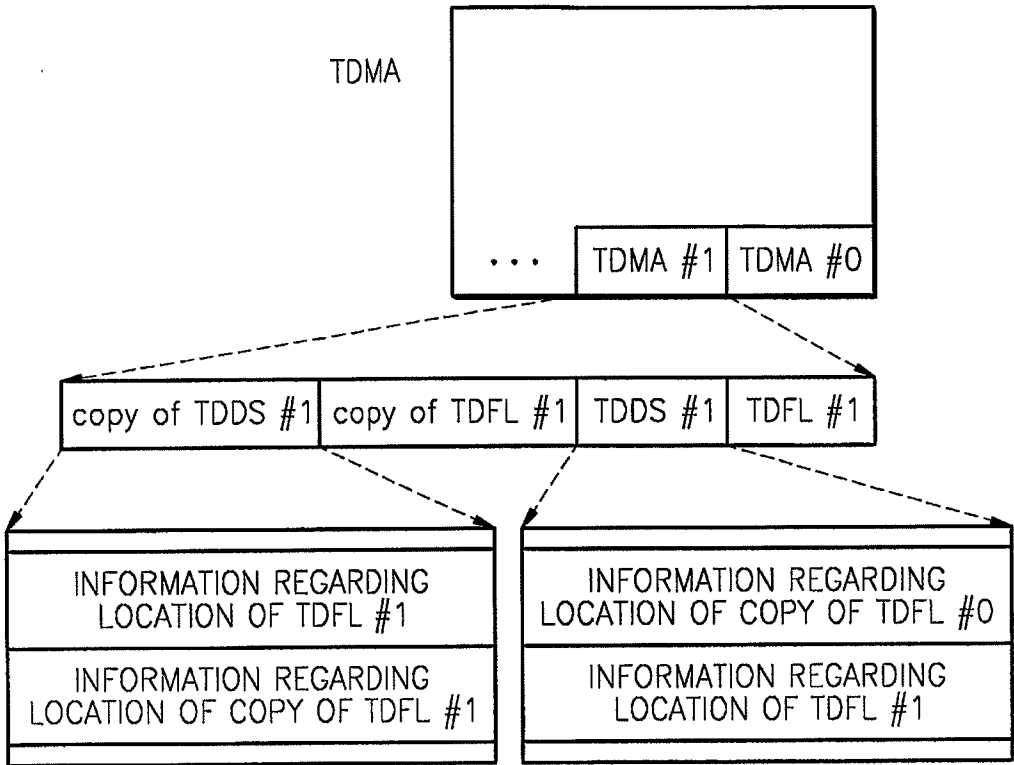 TDMA
... TDMA #1 TDMA #0
copy of TDDS #1 copy of TDFL #1 TDDS #1 TDFL #1
INFORMATION REGARDING
LOCATION OF TDFL #1
INFORMATION REGARDING
LOCATION OF COPY OF TDFL #1
INFORMATION REGARDING
LOCATION OF COPY OF TDFL #0
INFORMATION REGARDING
LOCATION OF TDFL #1